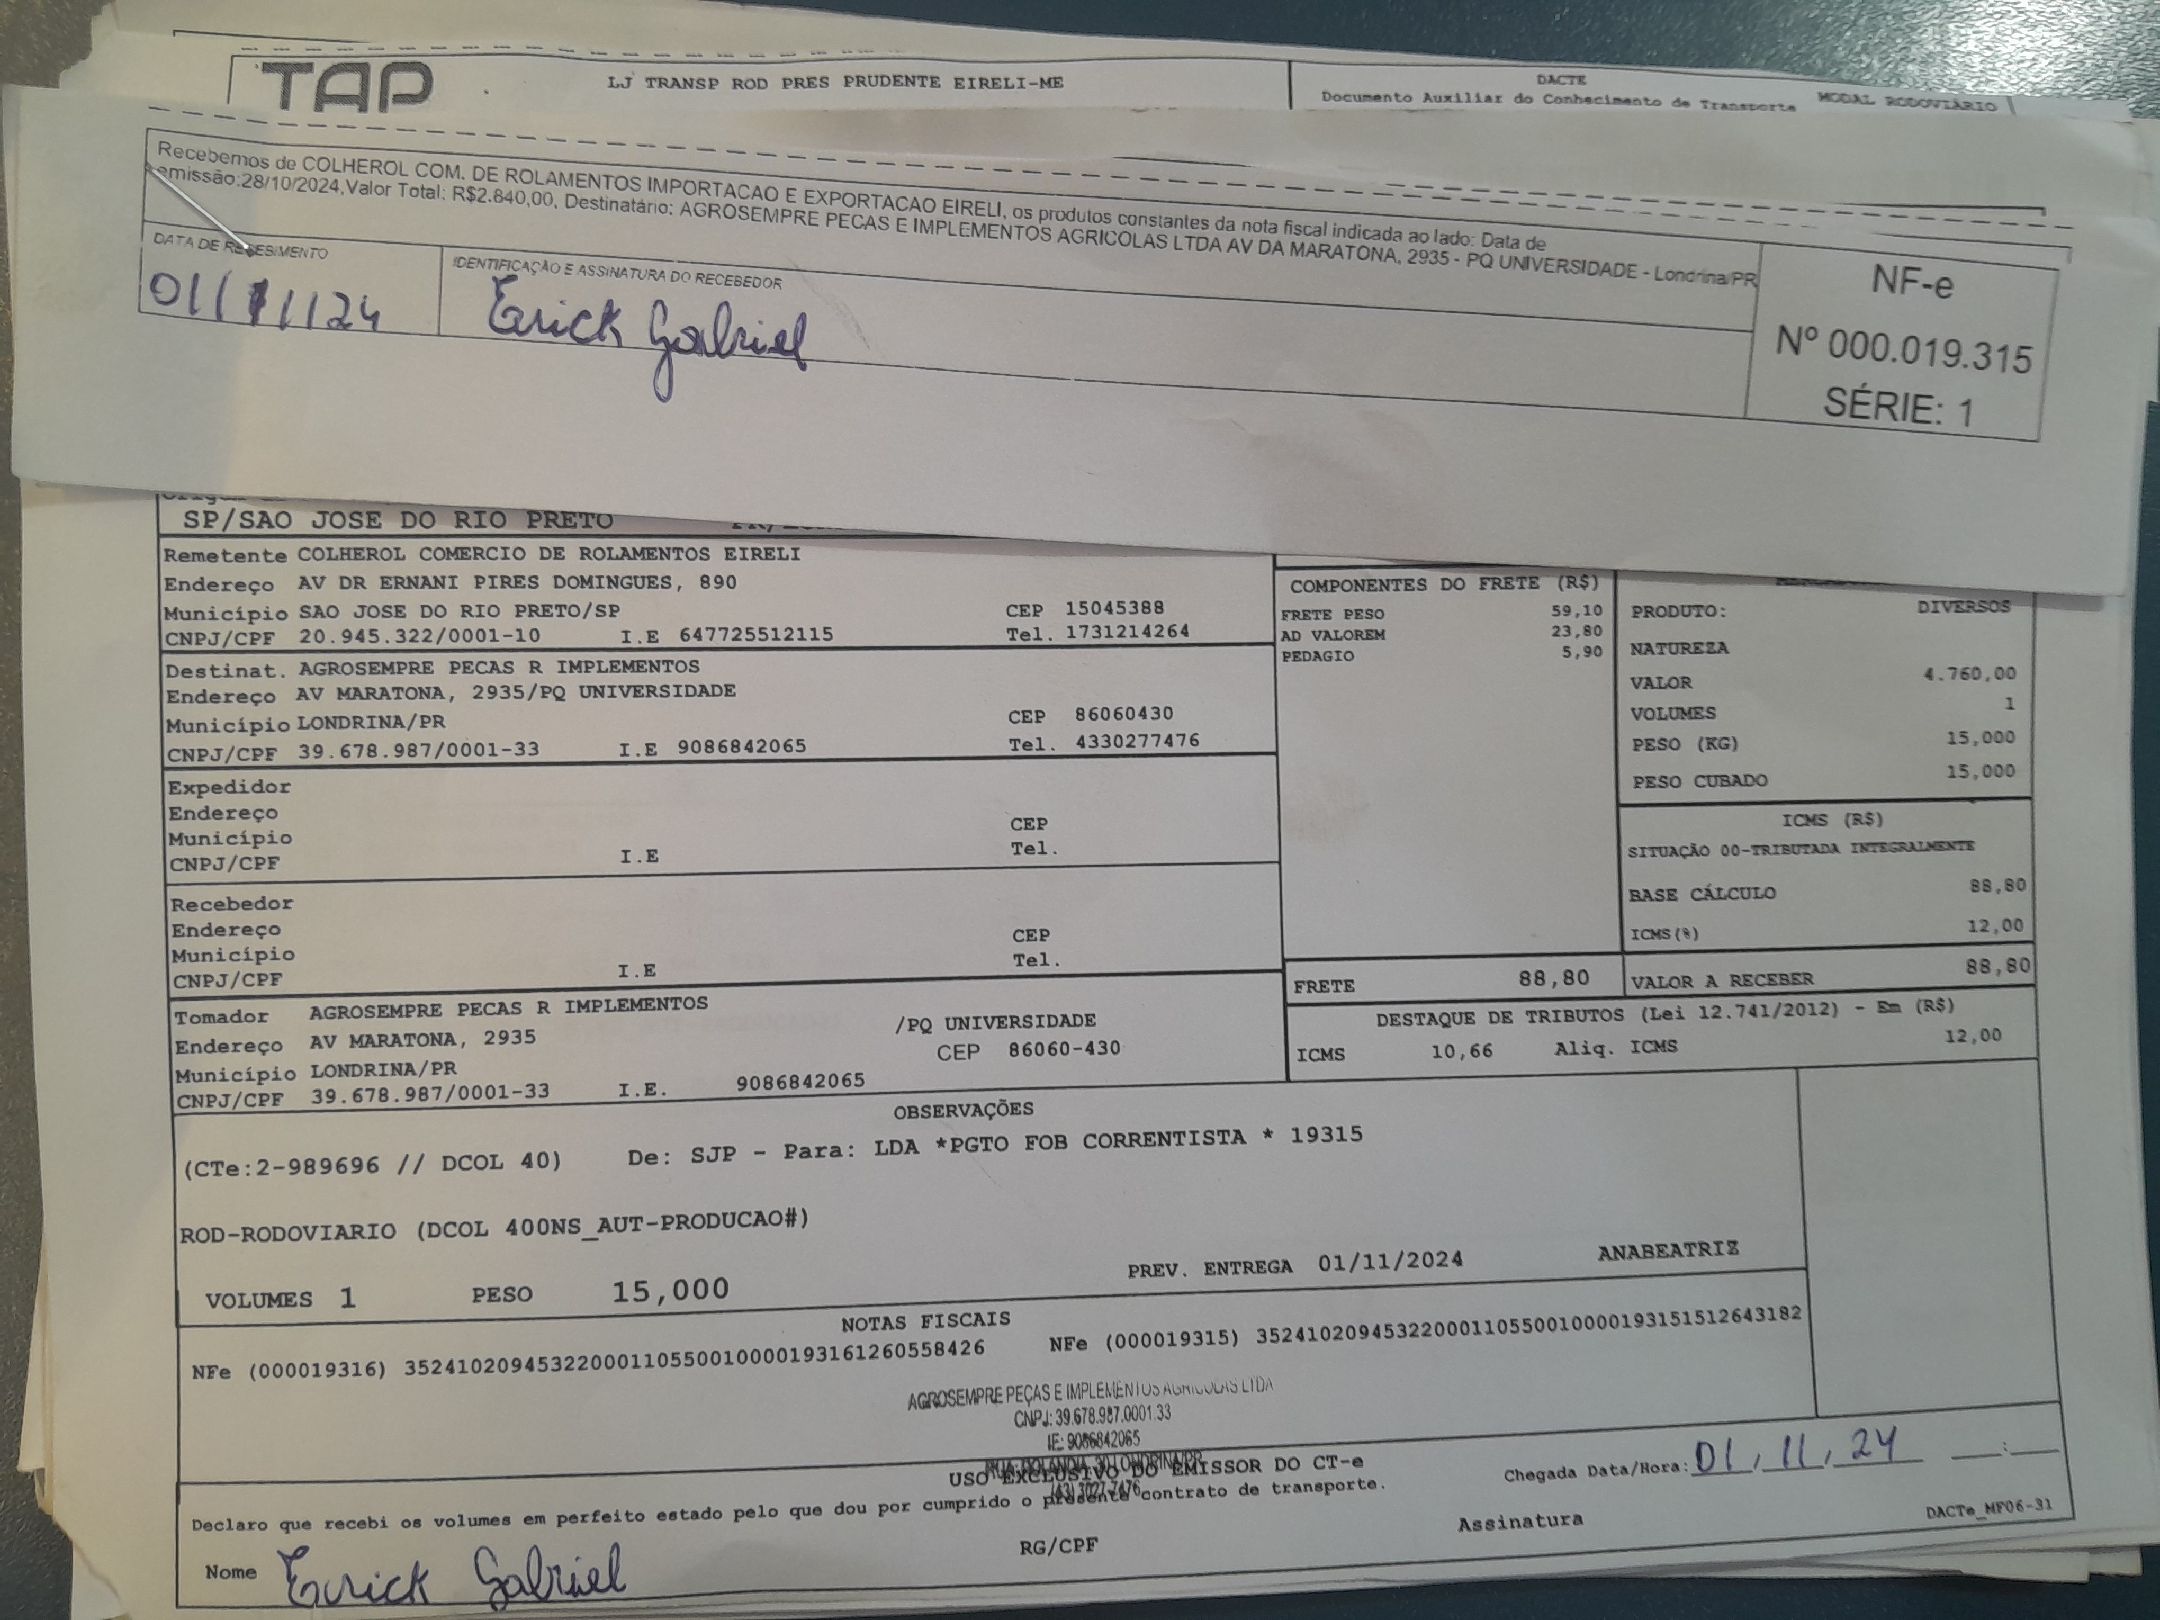 TAP
LJ TRANSP ROD PRES PRUDENTE EIRELI-ME
DACTE
Documento Auxiliar do Conhecimento de Transporte
MODAL RODOVIÁRIO
Recebemos de COLHEROL COM. DE ROLAMENTOS IMPORTACAO E EXPORTACAO EIRELI, os produtos constantes da nota fiscal indicada ao lado: Data de
emissão:28/10/2024,Valor Total: R$2.840,00, Destinatário: AGROSEMPRE PECAS E IMPLEMENTOS AGRICOLAS LTDA AV DA MARATONA, 2935 - PQ UNIVERSIDADE - Londrina/PR
DATA DE RECEBIMENTO
IDENTIFICAÇÃO E ASSINATURA DO RECEBEDOR
01/11/24
Erick Gabriel
NF-e
Nº 000.019.315
SÉRIE: 1
SP/SAO JOSE DO RIO PRETO
Remetente COLHEROL COMERCIO DE ROLAMENTOS EIRELI
Endereço AV DR ERNANI PIRES DOMINGUES, 890
Município SAO JOSE DO RIO PRETO/SP CEP 15045388
CNPJ/CPF 20.945.322/0001-10 I.E 647725512115 Tel. 1731214264
Destinat. AGROSEMPRE PECAS R IMPLEMENTOS
Endereço AV MARATONA, 2935/PQ UNIVERSIDADE
Município LONDRINA/PR CEP 86060430
CNPJ/CPF 39.678.987/0001-33 I.E 9086842065 Tel. 4330277476
Expedidor
Endereço
Município CEP
CNPJ/CPF I.E Tel.
Recebedor
Endereço
Município CEP
CNPJ/CPF I.E Tel.
Tomador AGROSEMPRE PECAS R IMPLEMENTOS
Endereço AV MARATONA, 2935 /PQ UNIVERSIDADE
Município LONDRINA/PR CEP 86060-430
CNPJ/CPF 39.678.987/0001-33 I.E. 9086842065
COMPONENTES DO FRETE (R$)
FRETE PESO 59,10
AD VALOREM 23,80
PEDAGIO 5,90
FRETE 88,80
PRODUTO: DIVERSOS
NATUREZA
VALOR 4.760,00
VOLUMES 1
PESO (KG) 15,000
PESO CUBADO 15,000
ICMS (R$)
SITUAÇÃO 00-TRIBUTADA INTEGRALMENTE
BASE CÁLCULO 88,80
ICMS(%) 12,00
VALOR A RECEBER 88,80
DESTAQUE DE TRIBUTOS (Lei 12.741/2012) - Em (R$)
ICMS 10,66 Aliq. ICMS 12,00
OBSERVAÇÕES
(CTe:2-989696 // DCOL 40) De: SJP - Para: LDA *PGTO FOB CORRENTISTA * 19315
ROD-RODOVIARIO (DCOL 400NS_AUT-PRODUCAO#)
PREV. ENTREGA 01/11/2024 ANABEATRIZ
VOLUMES 1 PESO 15,000
NOTAS FISCAIS
NFe (000019316) 35241020945322000110550010000193161260558426 NFe (000019315) 35241020945322000110550010000193151512643182
AGROSEMPRE PEÇAS E IMPLEMENTOS AGRICOLAS LTDA
CNPJ: 39.678.987.0001.33
IE: 9086842065
RUA: ROLANDIA, 30 LONDRINA/PR
(43) 3027-7476
USO EXCLUSIVO DO EMISSOR DO CT-e
Chegada Data/Hora: 01/11/24 __:__
Declaro que recebi os volumes em perfeito estado pelo que dou por cumprido o presente contrato de transporte.
Nome Erick Gabriel
RG/CPF
Assinatura
DACTe_MF06-31